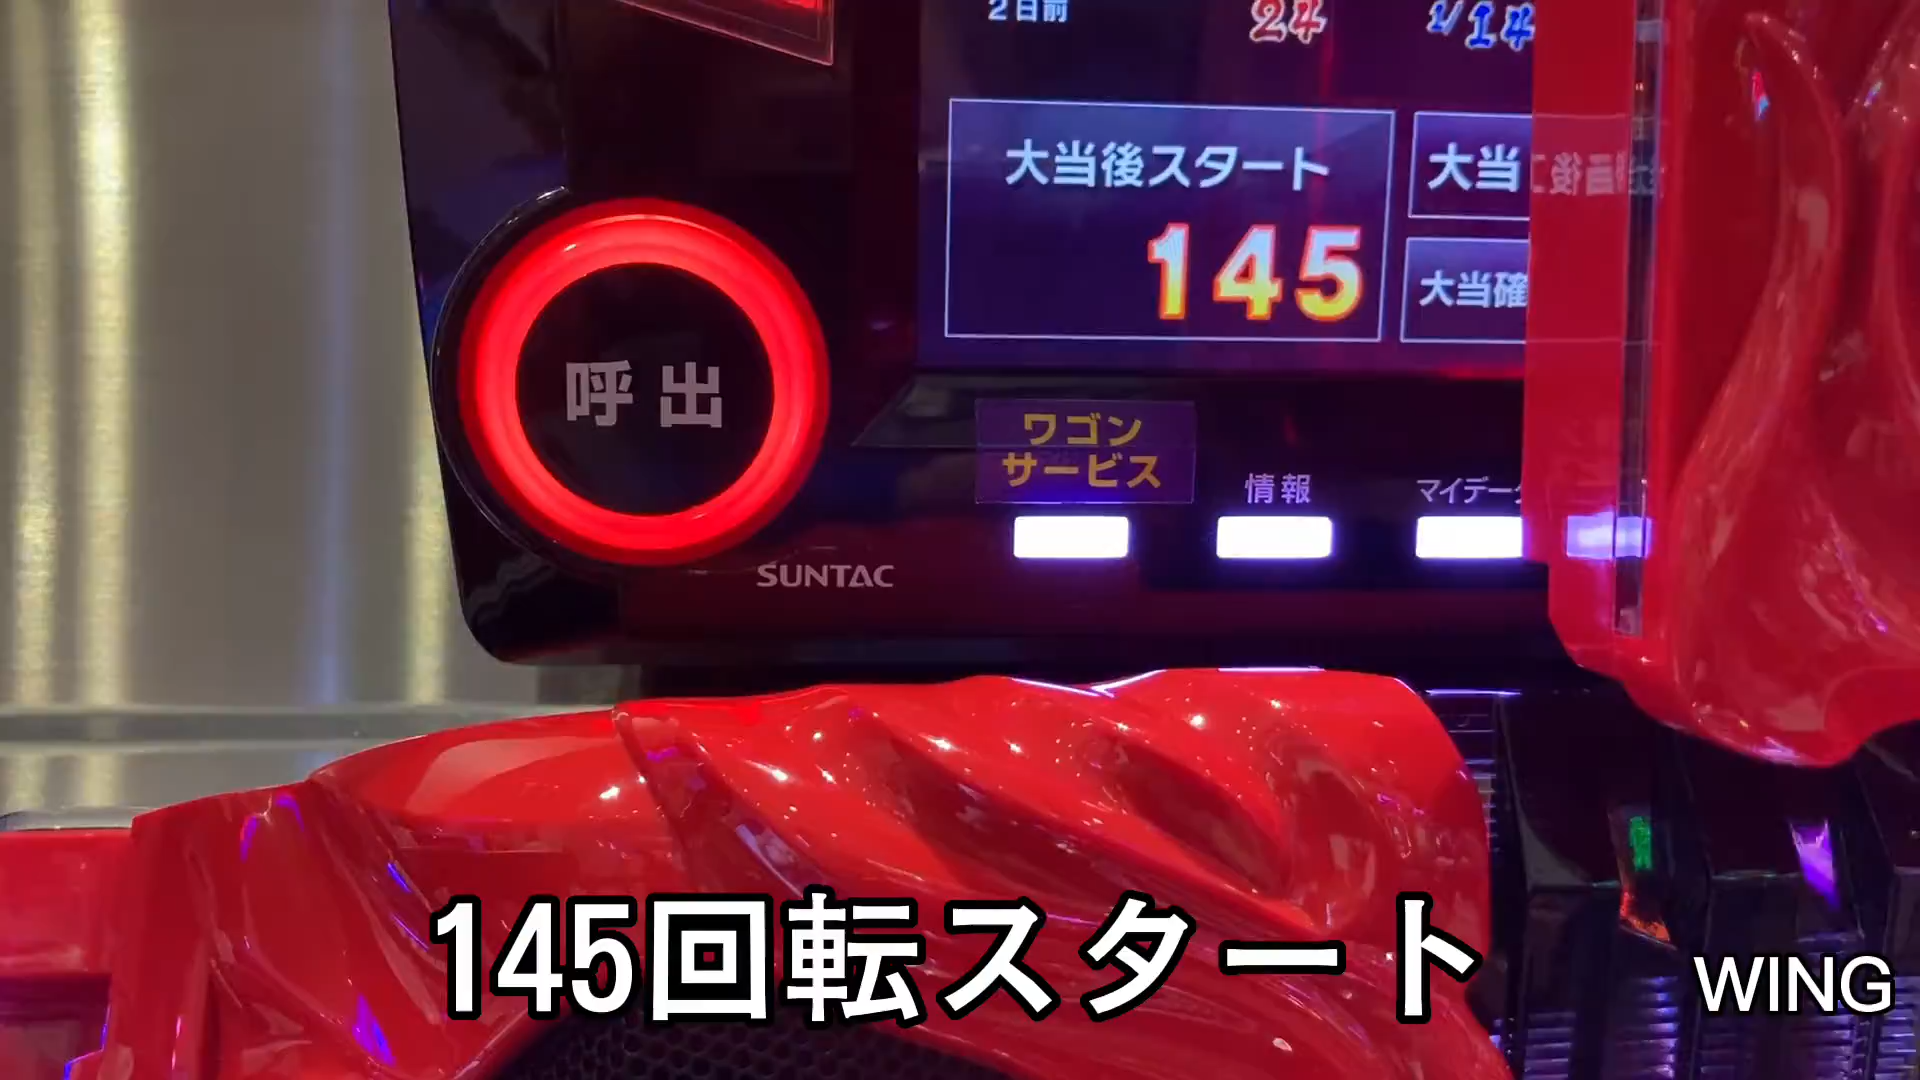 2日前 24 1/14
大当後スタート 大当
145
大当確
呼出
ワゴン
サービス
情報 マイデー
SUNTAC
145回転スタート
WING